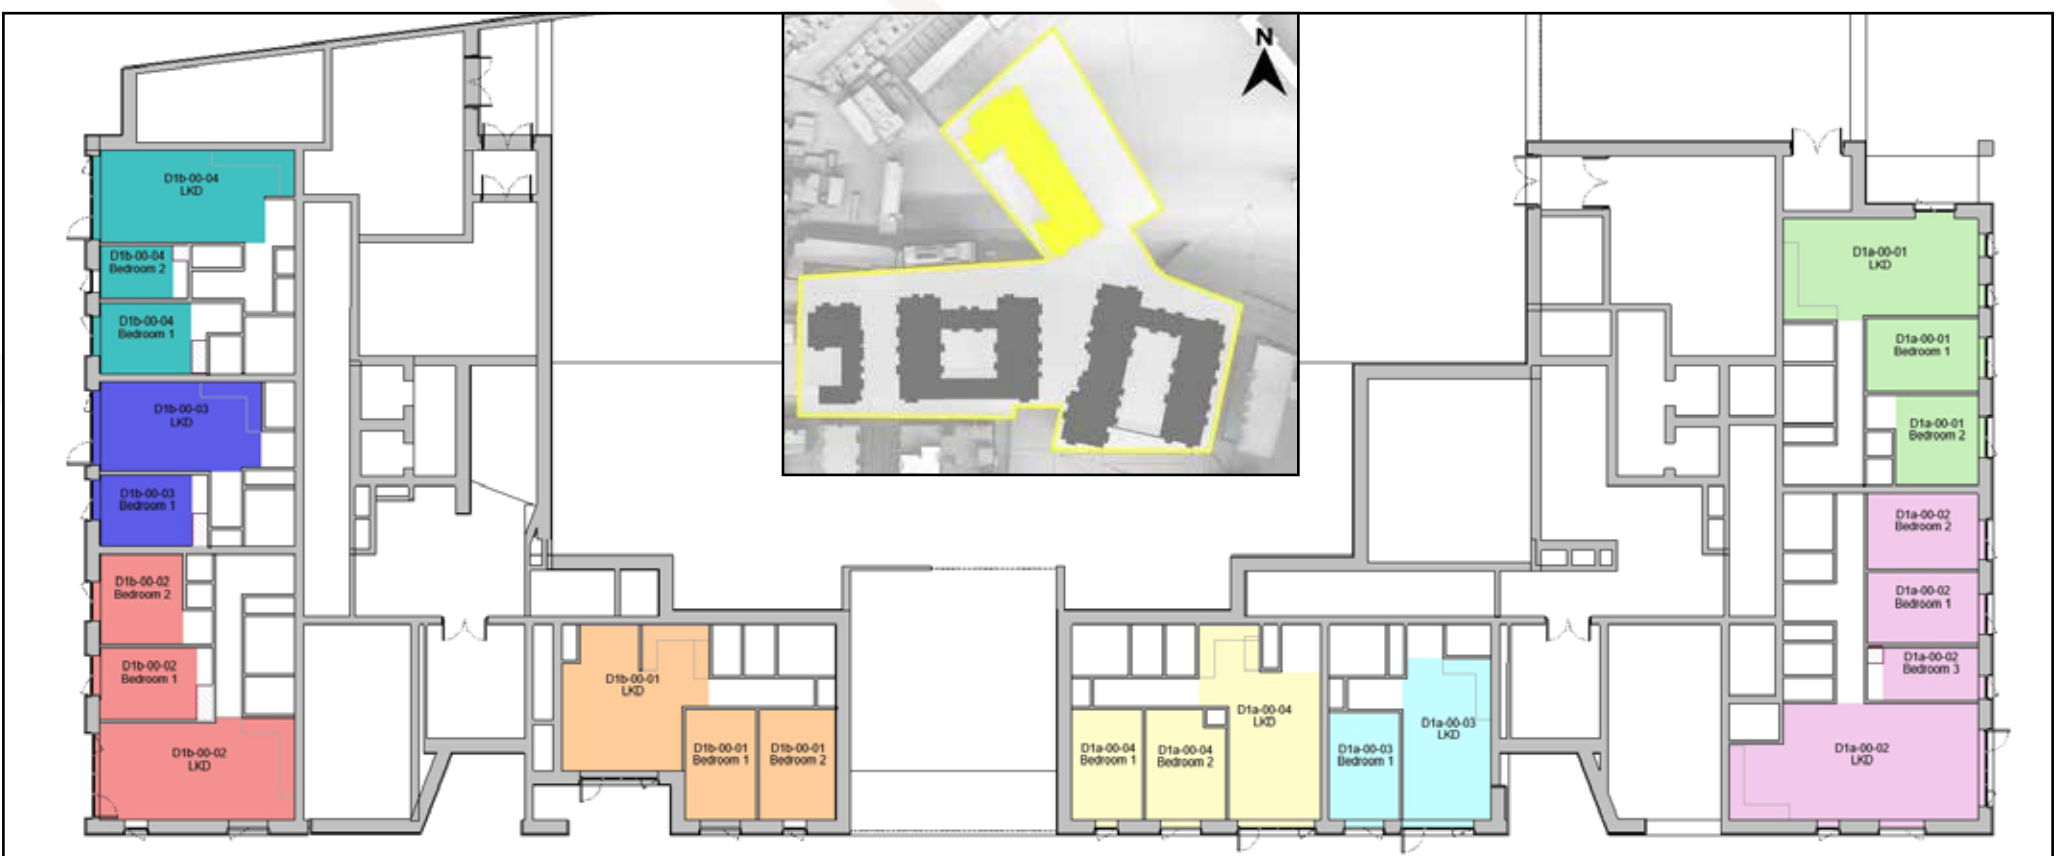 N
D1b-00-04
LKD
D1b-00-04
Bedroom 2
D1b-00-04
Bedroom 1
D1b-00-03
LKD
D1b-00-03
Bedroom 1
D1b-00-02
Bedroom 2
D1b-00-02
Bedroom 1
D1b-00-02
LKD
D1b-00-01
LKD
D1b-00-01
Bedroom 1
D1b-00-01
Bedroom 2
D1a-00-04
LKD
D1a-00-04
Bedroom 1
D1a-00-04
Bedroom 2
D1a-00-03
LKD
D1a-00-03
Bedroom 1
D1a-00-01
LKD
D1a-00-01
Bedroom 1
D1a-00-01
Bedroom 2
D1a-00-02
Bedroom 2
D1a-00-02
Bedroom 1
D1a-00-02
Bedroom 3
D1a-00-02
LKD